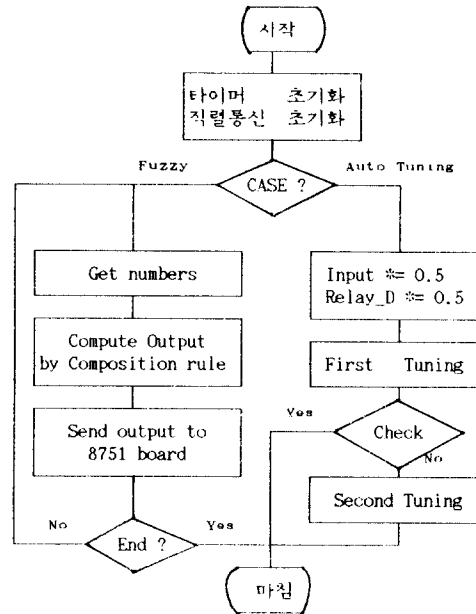 시작
타이머 초기화
직렬통신 초기화
Fuzzy
Auto Tuning
CASE ?
Get numbers
Input *= 0.5
Relay_D *= 0.5
Compute Output
by Composition rule
First Tuning
Yes
Check
No
Send output to
8751 board
Second Tuning
No
End ?
Yes
마침